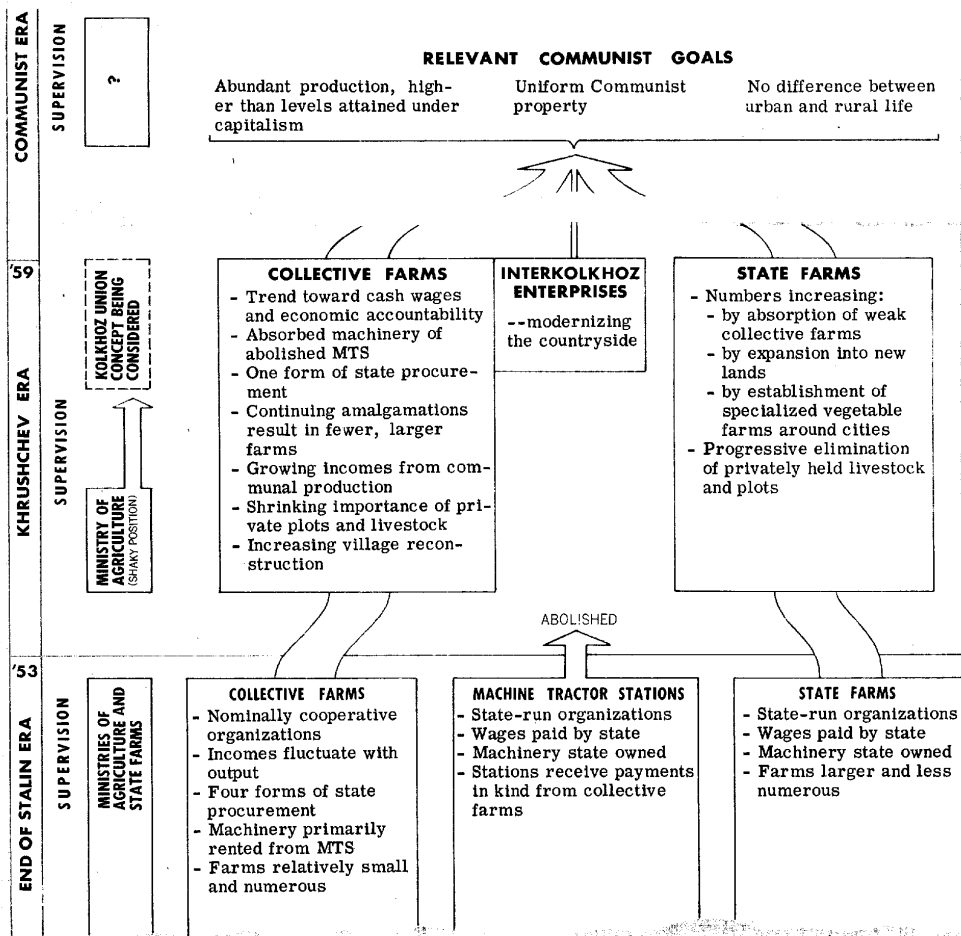 COMMUNIST ERA
SUPERVISION
?
RELEVANT COMMUNIST GOALS
Abundant production, high-
er than levels attained under
capitalism
Uniform Communist
property
No difference between
urban and rural life
'59
KHRUSHCHEV ERA
SUPERVISION
KOLKHOZ UNION
CONCEPT BEING
CONSIDERED
MINISTRY OF
AGRICULTURE
(SHAKY POSITION)
COLLECTIVE FARMS
- Trend toward cash wages
and economic accountability
- Absorbed machinery of
abolished MTS
- One form of state procure-
ment
- Continuing amalgamations
result in fewer, larger
farms
- Growing incomes from com-
munal production
- Shrinking importance of pri-
vate plots and livestock
- Increasing village recon-
struction
INTERKOLKHOZ
ENTERPRISES
--modernizing
the countryside
STATE FARMS
- Numbers increasing:
- by absorption of weak
collective farms
- by expansion into new
lands
- by establishment of
specialized vegetable
farms around cities
- Progressive elimination
of privately held livestock
and plots
ABOLISHED
'53
END OF STALIN ERA
SUPERVISION
MINISTRIES OF
AGRICULTURE AND
STATE FARMS
COLLECTIVE FARMS
- Nominally cooperative
organizations
- Incomes fluctuate with
output
- Four forms of state
procurement
- Machinery primarily
rented from MTS
- Farms relatively small
and numerous
MACHINE TRACTOR STATIONS
- State-run organizations
- Wages paid by state
- Machinery state owned
- Stations receive payments
in kind from collective
farms
STATE FARMS
- State-run organizations
- Wages paid by state
- Machinery state owned
- Farms larger and less
numerous